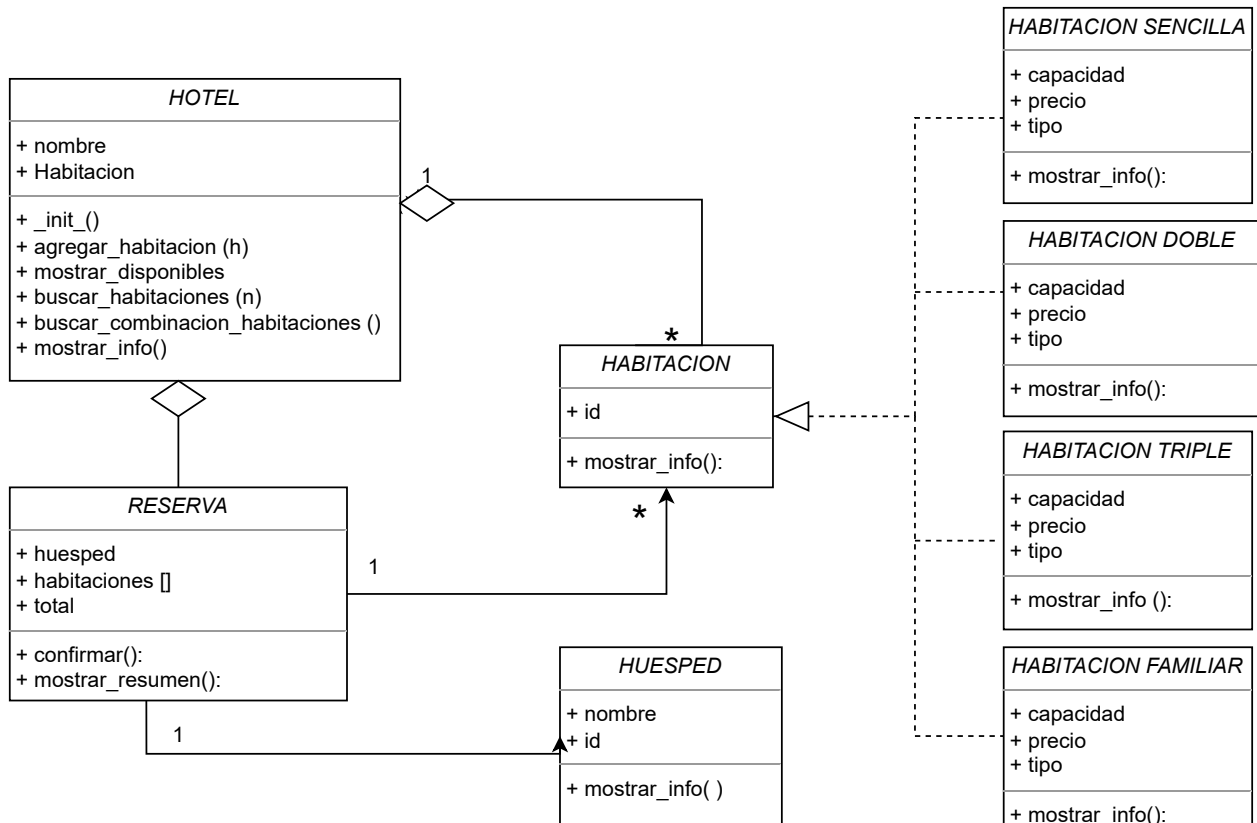 HOTEL
+ nombre
+ Habitacion
+ _init_()
+ agregar_habitacion (h)
+ mostrar_disponibles
+ buscar_habitaciones (n)
+ buscar_combinacion_habitaciones ()
+ mostrar_info()
1
*
HABITACION
+ id
+ mostrar_info():
RESERVA
+ huesped
+ habitaciones []
+ total
+ confirmar():
+ mostrar_resumen():
1
*
1
HUESPED
+ nombre
+ id
+ mostrar_info( )
HABITACION SENCILLA
+ capacidad
+ precio
+ tipo
+ mostrar_info():
HABITACION DOBLE
+ capacidad
+ precio
+ tipo
+ mostrar_info():
HABITACION TRIPLE
+ capacidad
+ precio
+ tipo
+ mostrar_info ():
HABITACION FAMILIAR
+ capacidad
+ precio
+ tipo
+ mostrar_info():